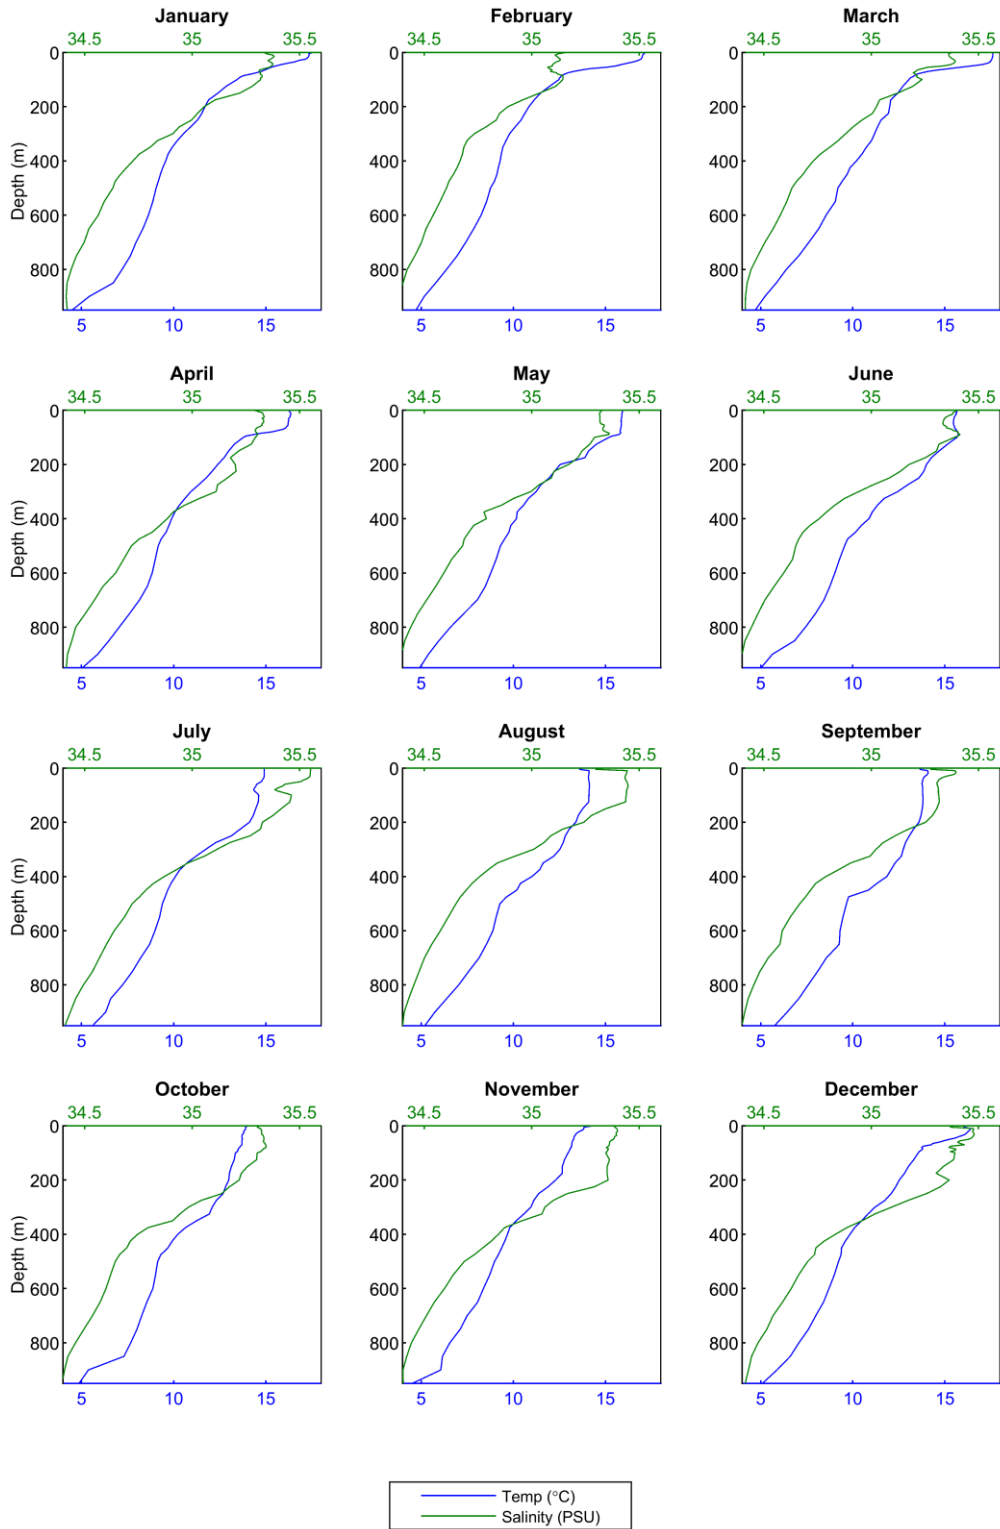 January February March
34.5 35 35.5 34.5 35 35.5 34.5 35 35.5
0 0 0
200 200 200
400 400 400
600 600 600
800 800 800
Depth (m)
5 10 15 5 10 15 5 10 15
April May June
34.5 35 35.5 34.5 35 35.5 34.5 35 35.5
0 0 0
200 200 200
400 400 400
600 600 600
800 800 800
Depth (m)
5 10 15 5 10 15 5 10 15
July August September
34.5 35 35.5 34.5 35 35.5 34.5 35 35.5
0 0 0
200 200 200
400 400 400
600 600 600
800 800 800
Depth (m)
5 10 15 5 10 15 5 10 15
October November December
34.5 35 35.5 34.5 35 35.5 34.5 35 35.5
0 0 0
200 200 200
400 400 400
600 600 600
800 800 800
Depth (m)
5 10 15 5 10 15 5 10 15
Temp (°C)
Salinity (PSU)